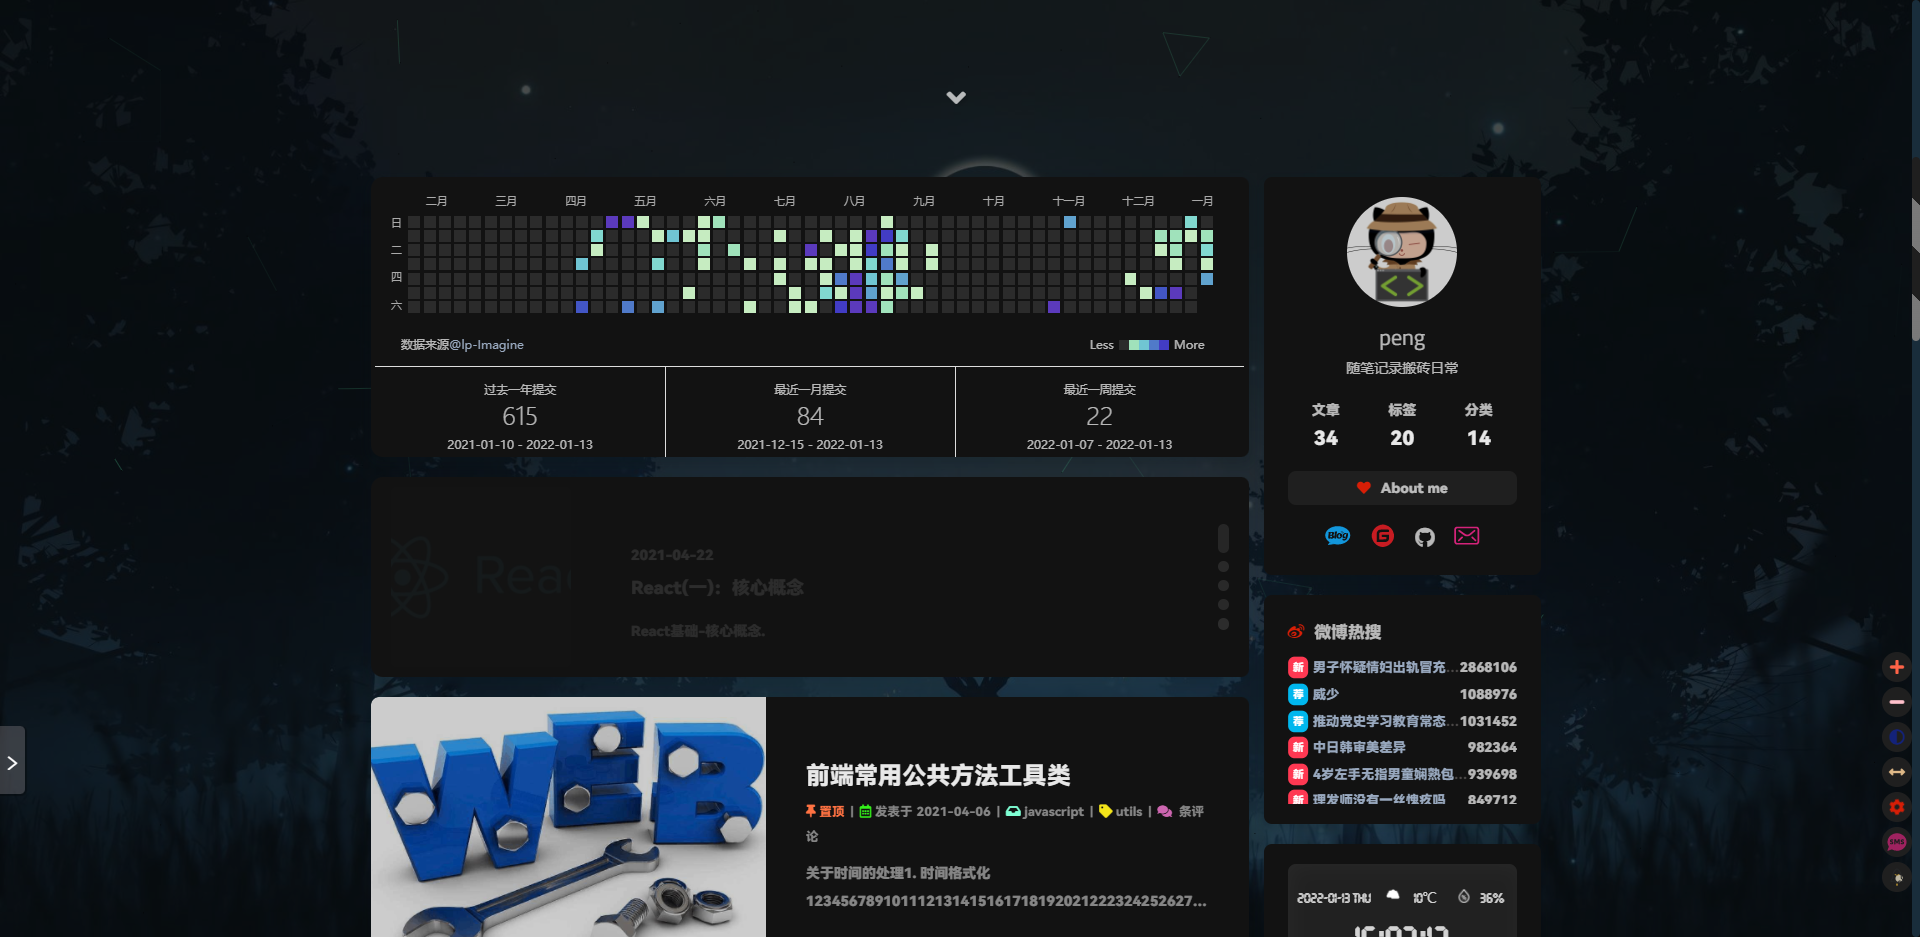 二月 三月 四月 五月 六月 七月 八月 九月 十月 十一月 十二月 一月
日
二
四
六
数据来源@lp-Imagine
Less More
过去一年提交
615
2021-01-10 - 2022-01-13
最近一月提交
84
2021-12-15 - 2022-01-13
最近一周提交
22
2022-01-07 - 2022-01-13
Reac
2021-04-22
React(一)：核心概念
React基础-核心概念.
WEB
前端常用公共方法工具类
置顶 | 发表于 2021-04-06 | javascript | utils | 条评
论
关于时间的处理1. 时间格式化
123456789101112131415161718192021222324252627...
peng
随笔记录搬砖日常
文章 标签 分类
34 20 14
About me
Blog
G
微博热搜
新 男子怀疑情妇出轨冒充... 2868106
荐 威少 1088976
荐 推动党史学习教育常态... 1031452
新 中日韩审美差异 982364
新 4岁左手无指男童娴熟包... 939698
新 理发师没有一丝愧疚吗 849712
2022-01-13 THU 10℃ 36%
SMS